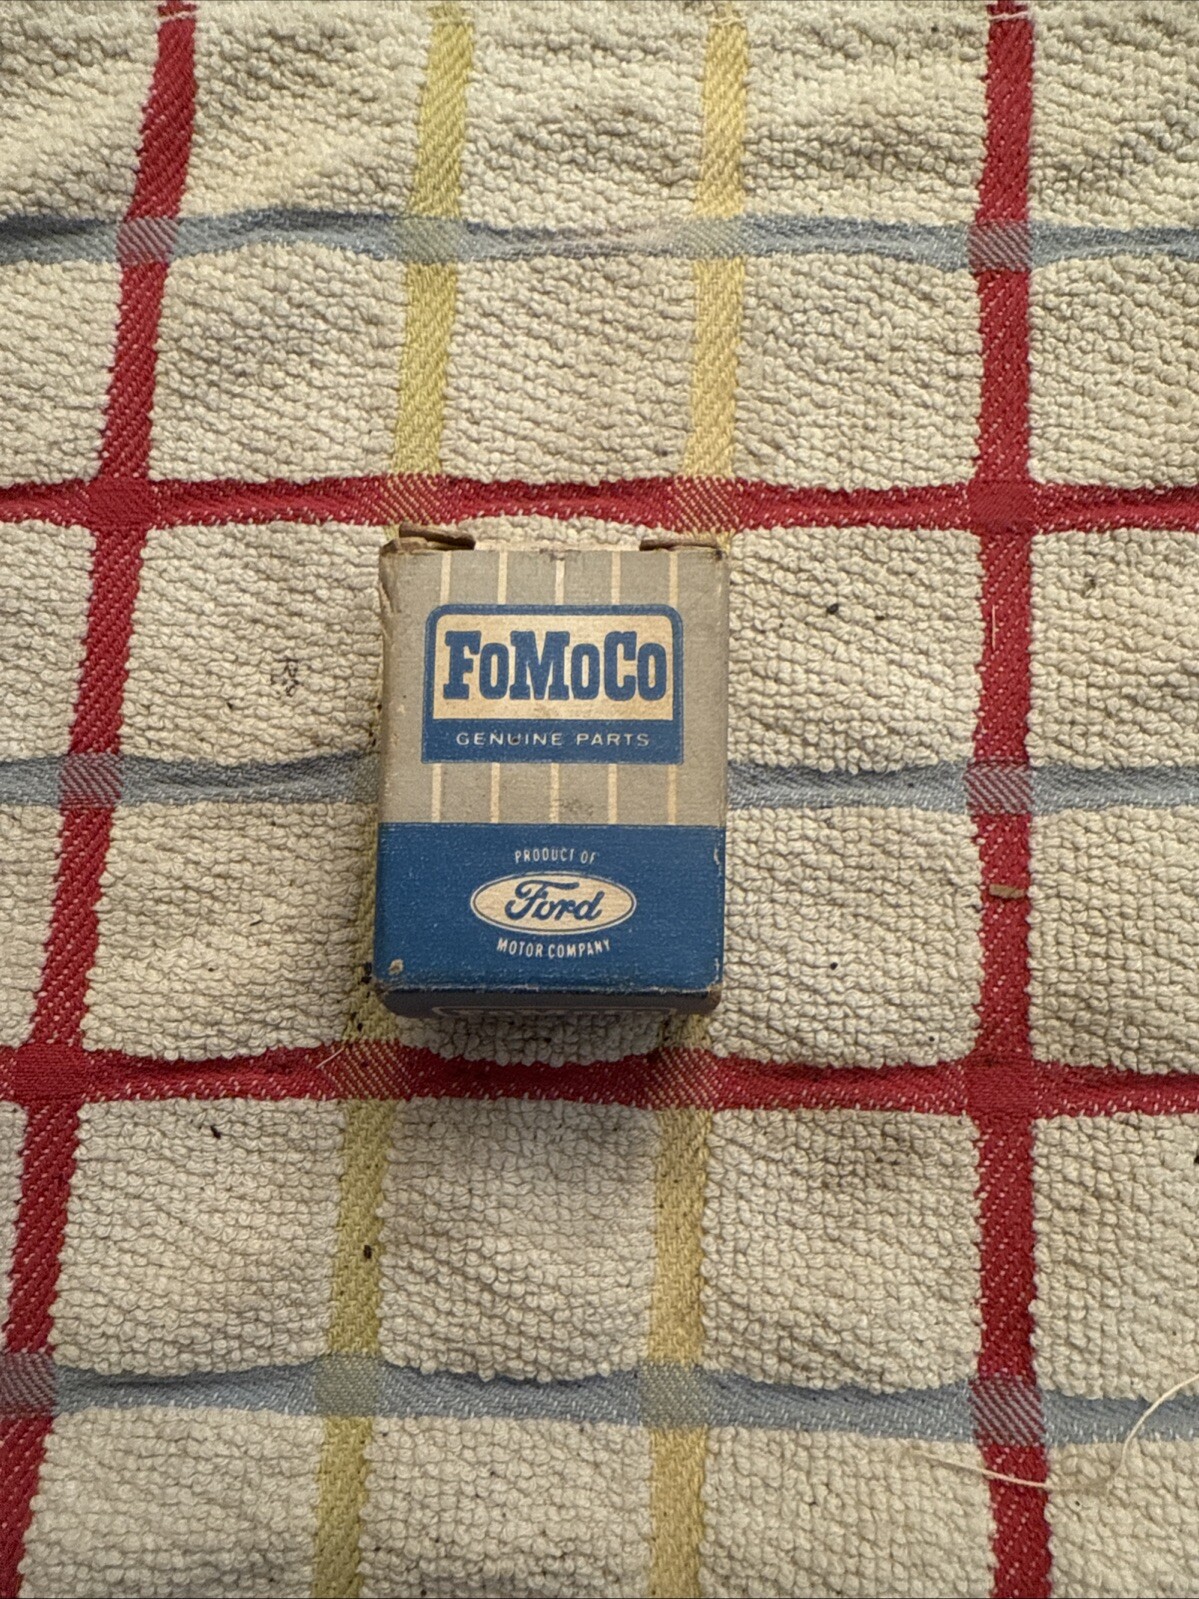 FoMoCo
GENUINE PARTS
PRODUCT OF
Ford
MOTOR COMPANY